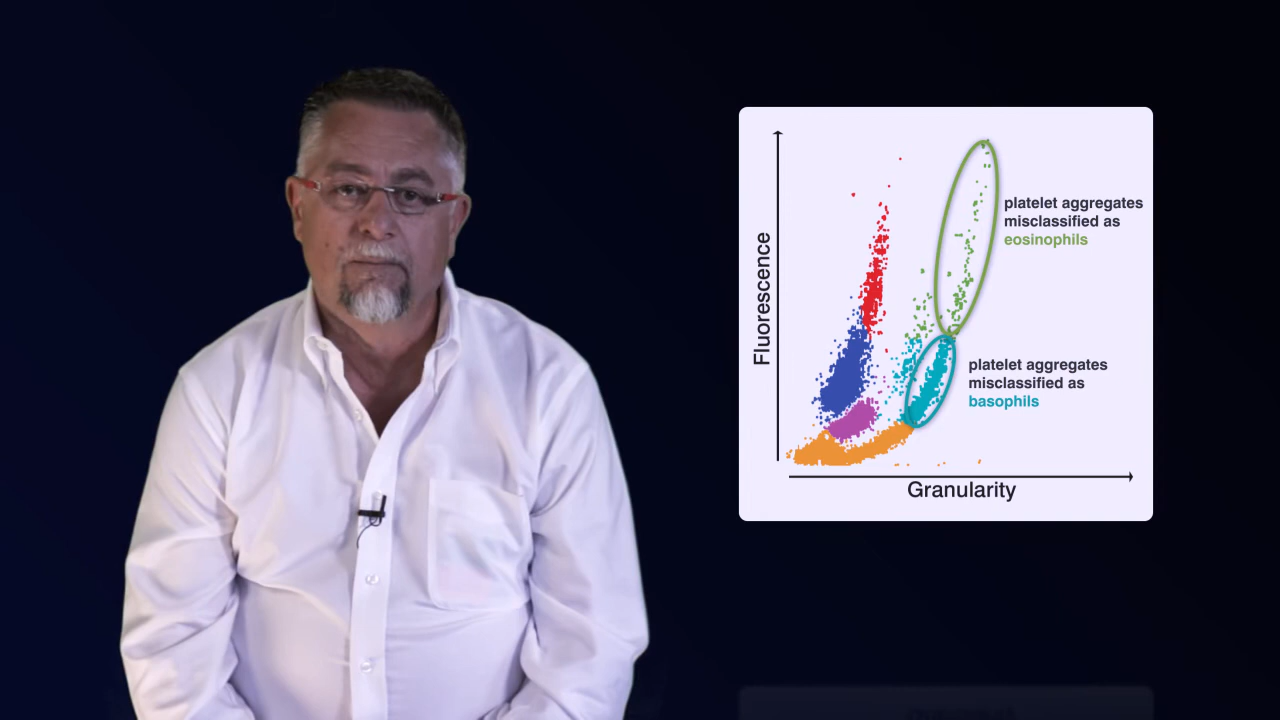 platelet aggregates
misclassified as
eosinophils
Fluorescence
platelet aggregates
misclassified as
basophils
Granularity